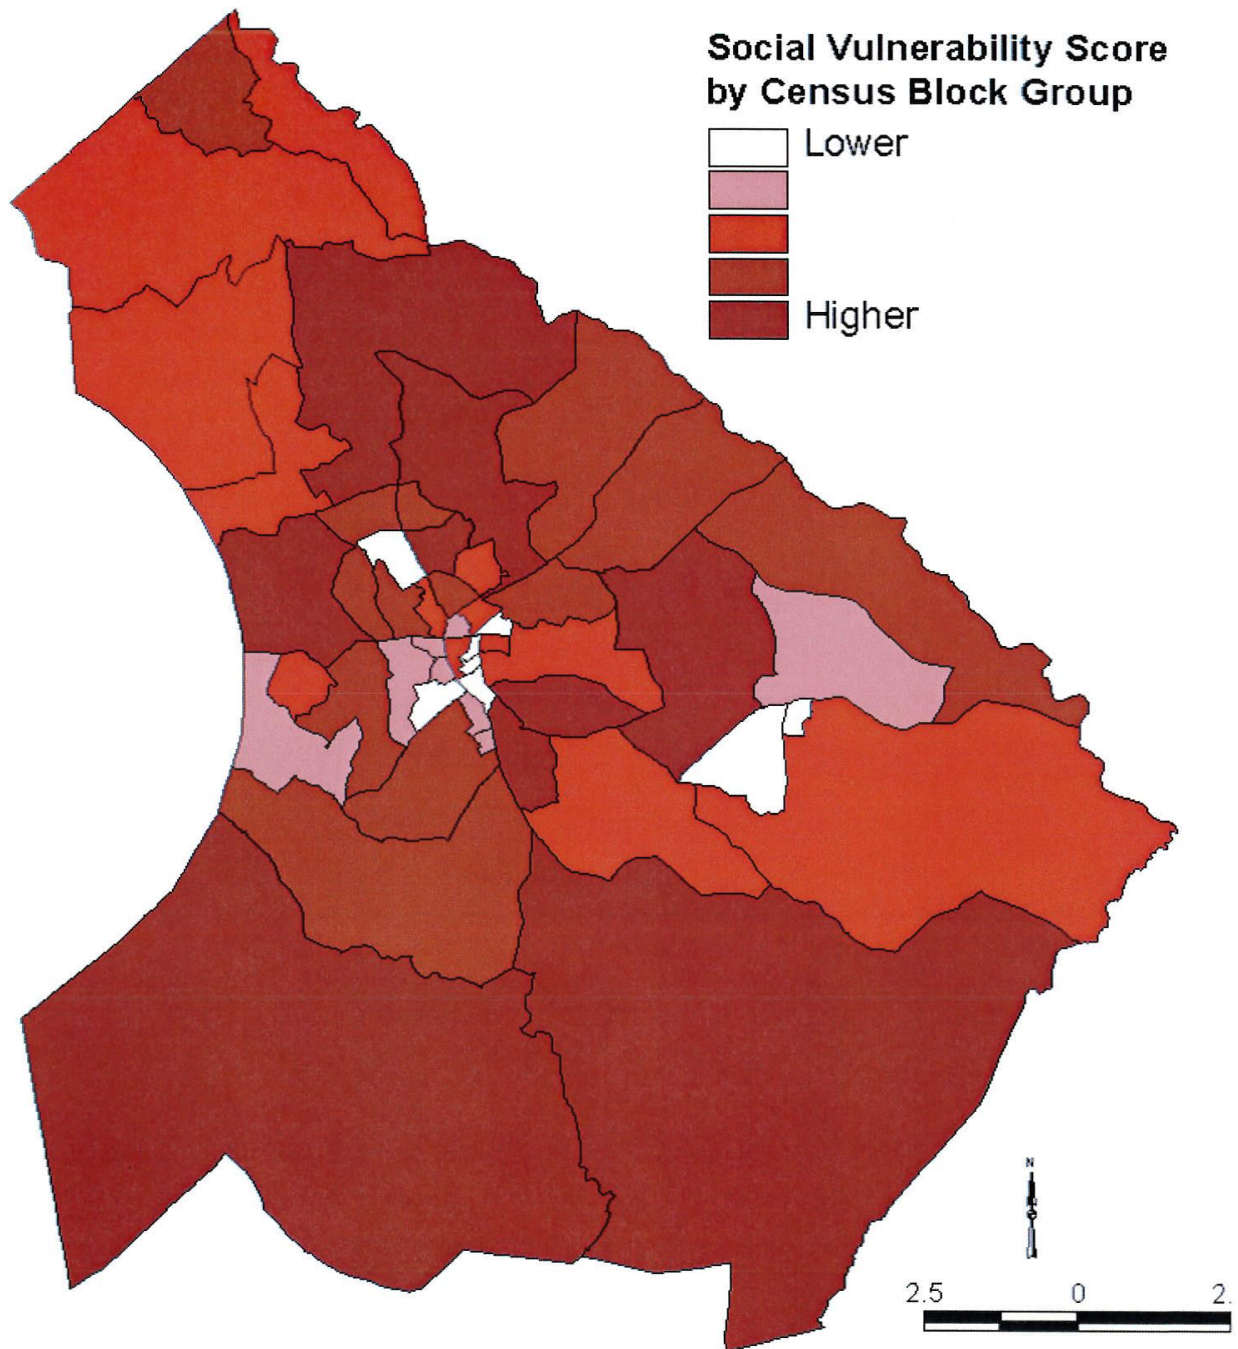 Social Vulnerability Score
by Census Block Group
Lower
Higher
N
2.5 0 2.